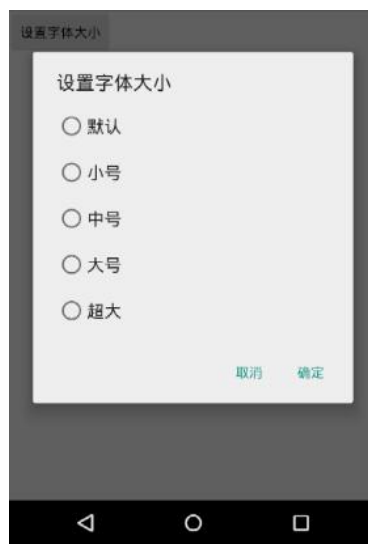 设置字体大小
设置字体大小
默认
小号
中号
大号
超大
取消 确定